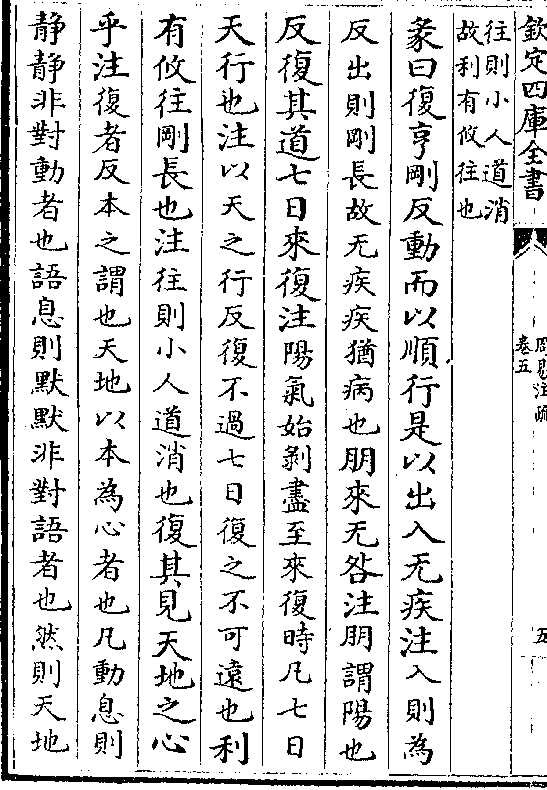 欽定四庫全書
周易注疏
卷五
五
往則小人道消
故利有攸往也
彖曰復亨剛反動而以順行是以出入无疾注入則為
反出則剛長故无疾疾猶病也朋來无咎注朋謂陽也
反復其道七日來復注陽氣始剝盡至來復時凡七日
天行也注以天之行反復不過七日復之不可遠也利
有攸往剛長也注往則小人道消也復其見天地之心
乎注復者反本之謂也天地以本為心者也凡動息則
静静非對動者也語息則默默非對語者也然則天地